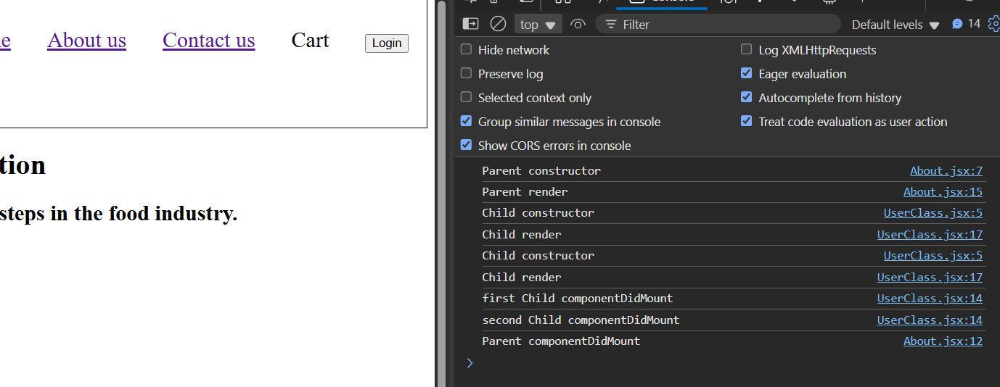 About us Contact us Cart Login
tion
steps in the food industry.
top Filter Default levels 14
Hide network Log XMLHttpRequests
Preserve log Eager evaluation
Selected context only Autocomplete from history
Group similar messages in console Treat code evaluation as user action
Show CORS errors in console
Parent constructor About.jsx:7
Parent render About.jsx:15
Child constructor UserClass.jsx:5
Child render UserClass.jsx:17
Child constructor UserClass.jsx:5
Child render UserClass.jsx:17
first Child componentDidMount UserClass.jsx:14
second Child componentDidMount UserClass.jsx:14
Parent componentDidMount About.jsx:12